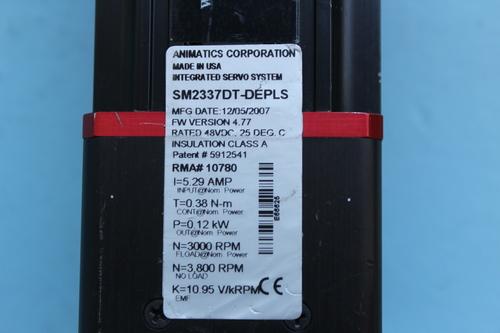 ANIMATICS CORPORATION
MADE IN USA
INTEGRATED SERVO SYSTEM
SM2337DT-DEPLS
MFG DATE:12/05/2007
FW VERSION 4.77
RATED 48VDC, 25 DEG. C
INSULATION CLASS A
Patent # 5912541
RMA# 10780
I=5.29 AMP
INPUT@Nom. Power
T=0.38 N-m
CONT@Nom. Power
P=0.12 kW
OUT@Nom. Power
N=3000 RPM
FLOAD@Nom. Power
N=3,800 RPM
NO LOAD
K=10.95 V/kRPM
EMF
CE
E66626